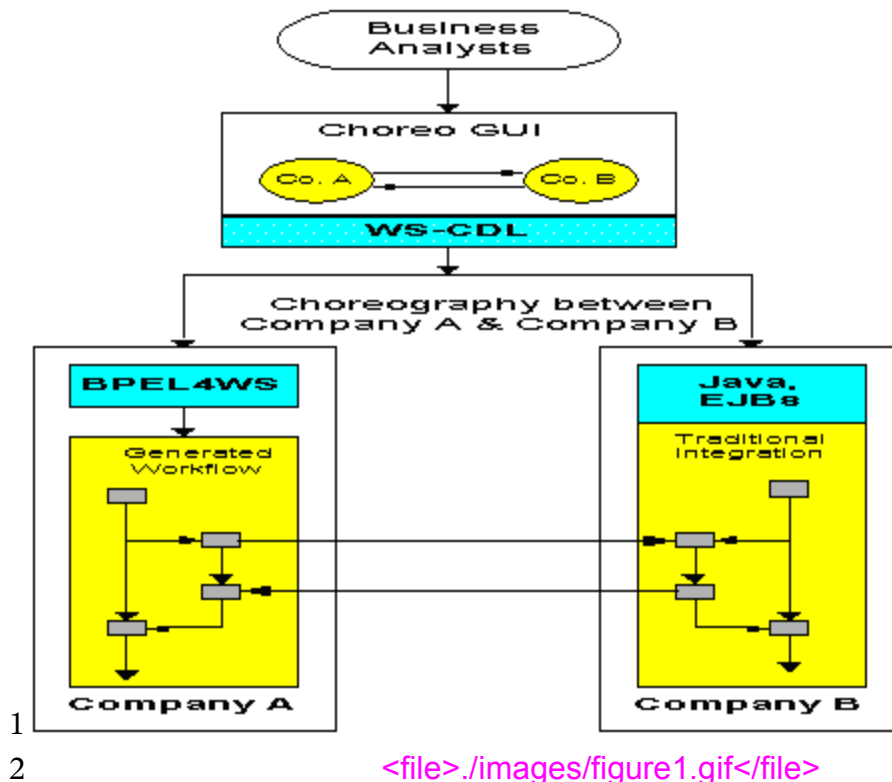 Business
Analysts
Choreo GUI
Co. A
Co. B
WS-CDL
Choreography between
Company A & Company B
BPEL4WS
Generated
Workflow
Company A
Java,
EJBs
Traditional
Integration
Company B
1
2 <file>./images/figure1.gif</file>